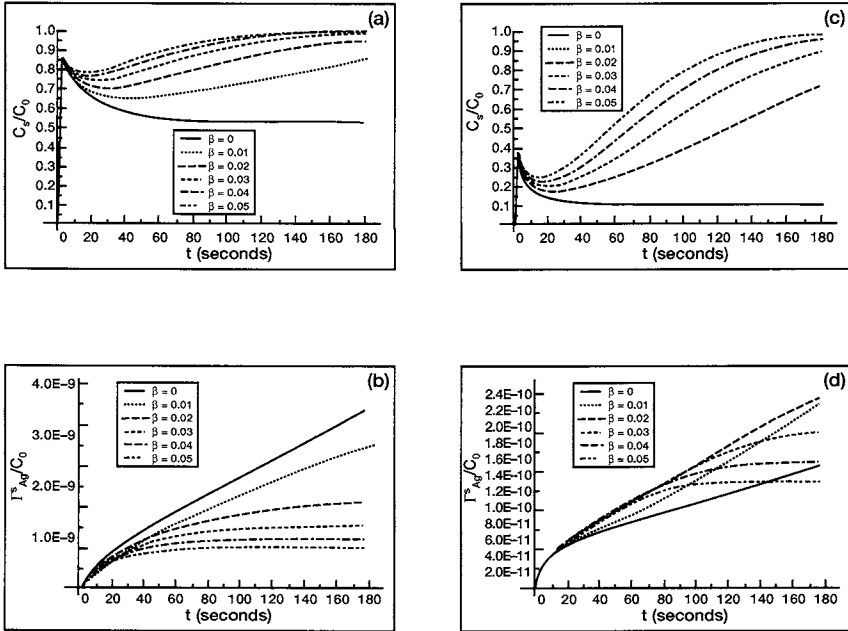 (a)
C_S/C_0
1.0
0.9
0.8
0.7
0.6
0.5
0.4
0.3
0.2
0.1
β = 0
β = 0.01
β = 0.02
β = 0.03
β = 0.04
β = 0.05
0 20 40 60 80 100 120 140 160 180
t (seconds)
(c)
C_S/C_0
1.0
0.9
0.8
0.7
0.6
0.5
0.4
0.3
0.2
0.1
β = 0
β = 0.01
β = 0.02
β = 0.03
β = 0.04
β = 0.05
0 20 40 60 80 100 120 140 160 180
t (seconds)
(b)
Γ^s_Ag/C_0
4.0E–9
3.0E–9
2.0E–9
1.0E–9
β = 0
β = 0.01
β = 0.02
β = 0.03
β = 0.04
β = 0.05
0 20 40 60 80 100 120 140 160 180
t (seconds)
(d)
Γ^s_Ag/C_0
2.4E–10
2.0E–10
1.8E–10
1.6E–10
1.4E–10
1.2E–10
1.0E–10
8.0E–11
6.0E–11
4.0E–11
2.0E–11
β = 0
β = 0.01
β = 0.02
β = 0.03
β = 0.04
β = 0.05
0 20 40 60 80 100 120 140 160 180
t (seconds)